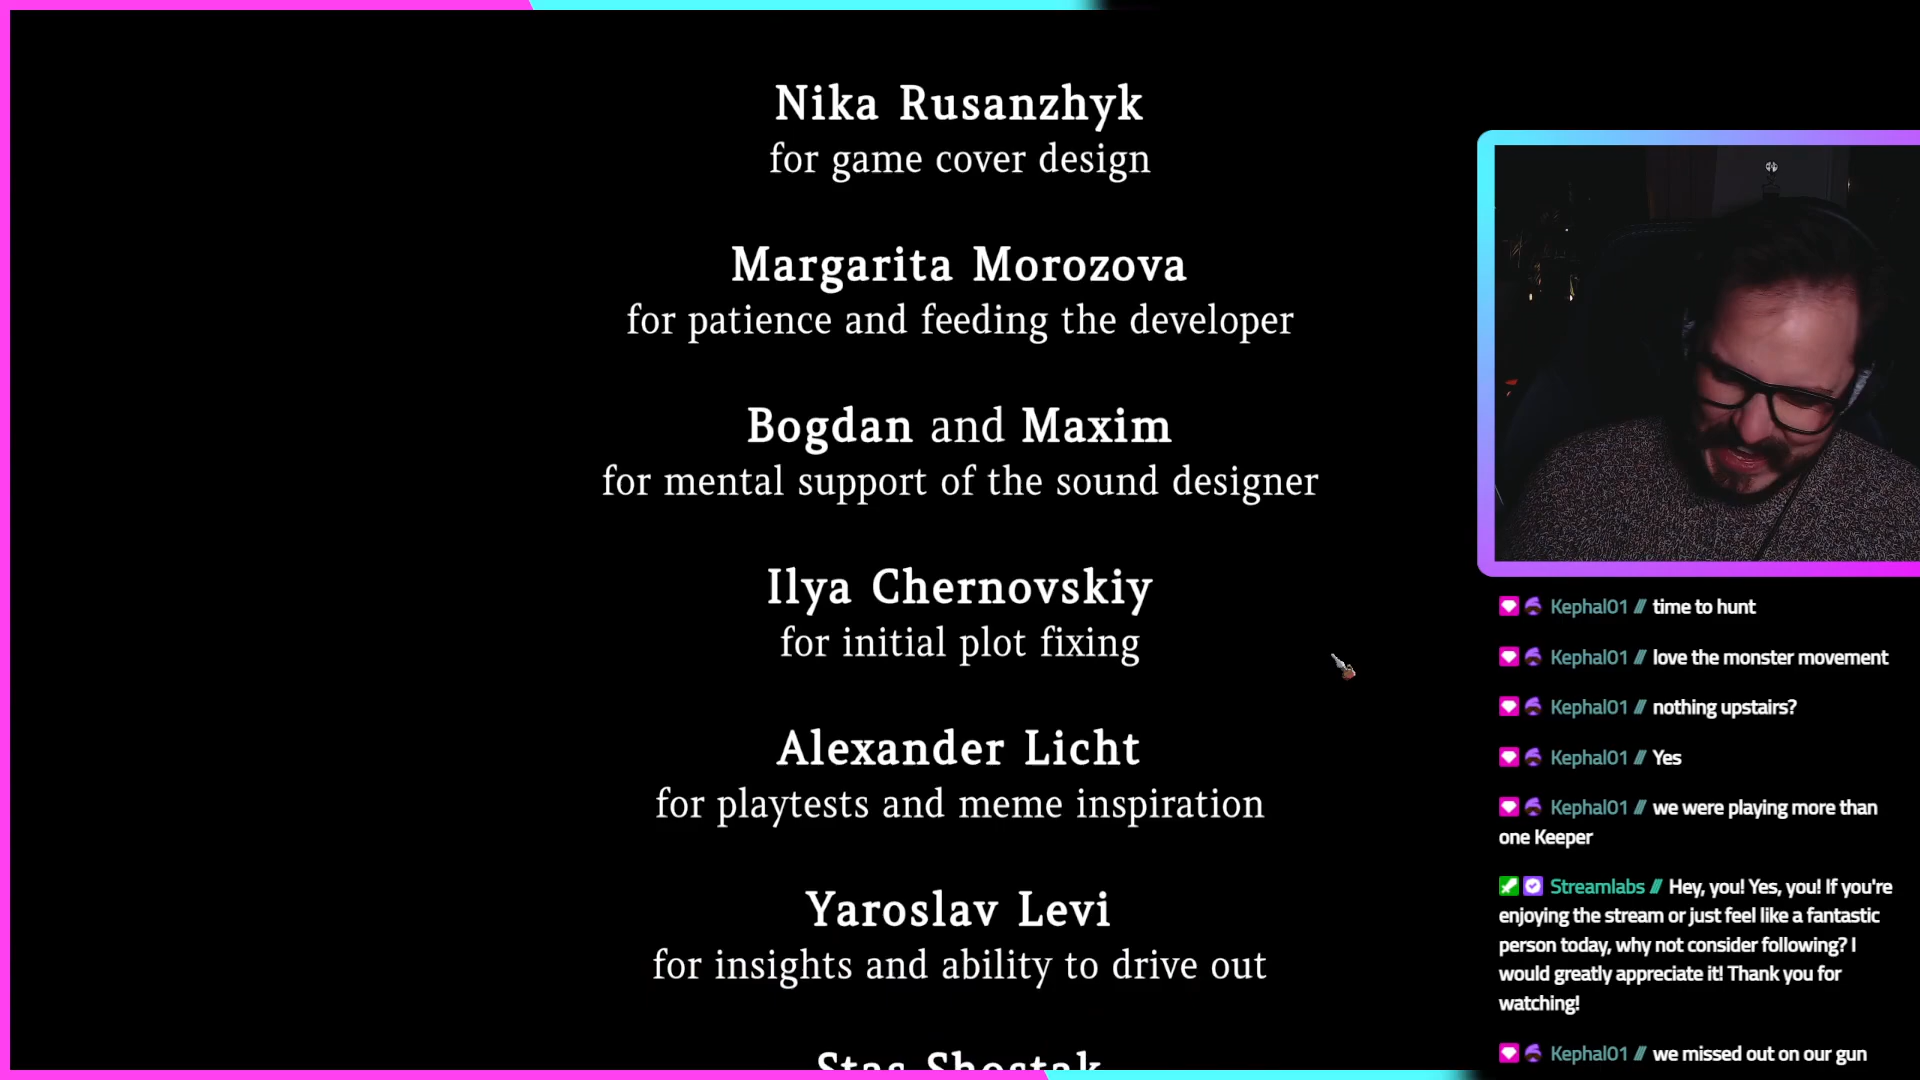 Nika Rusanzhyk
for game cover design
Margarita Morozova
for patience and feeding the developer
Bogdan and Maxim
for mental support of the sound designer
Ilya Chernovskiy
for initial plot fixing
Alexander Licht
for playtests and meme inspiration
Yaroslav Levi
for insights and ability to drive out
Stas Shostak
Kephal01 /// time to hunt
Kephal01 /// love the monster movement
Kephal01 /// nothing upstairs?
Kephal01 /// Yes
Kephal01 /// we were playing more than
one Keeper
Streamlabs /// Hey, you! Yes, you! If you're
enjoying the stream or just feel like a fantastic
person today, why not consider following? I
would greatly appreciate it! Thank you for
watching!
Kephal01 /// we missed out on our gun